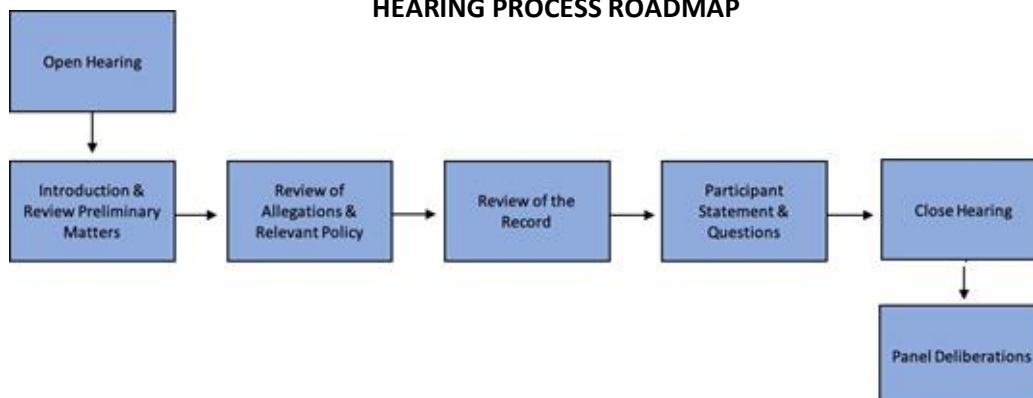 HEARING PROCESS ROADMAP
Open Hearing
Introduction &
Review Preliminary
Matters
Review of
Allegations &
Relevant Policy
Review of the
Record
Participant
Statement &
Questions
Close Hearing
Panel Deliberations